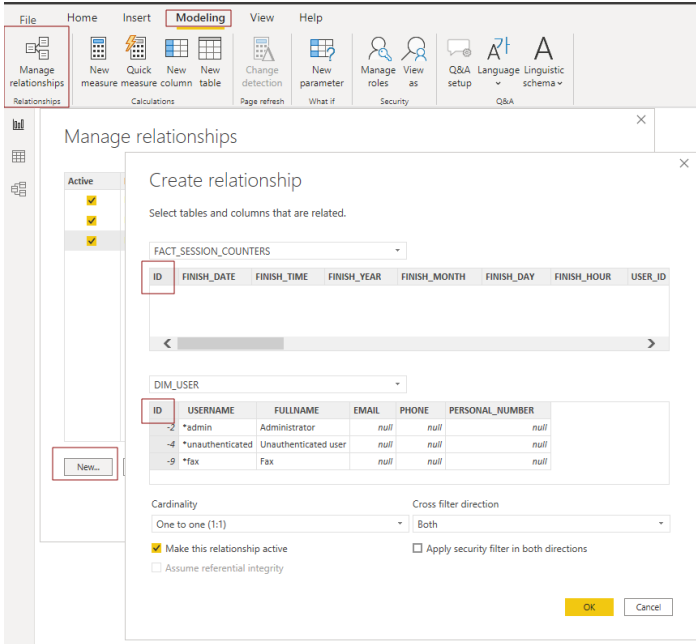 File Home Insert Modeling View Help
Manage relationships
New measure
Quick measure
New column
New table
Change detection
New parameter
Manage roles
View as
Q&A setup
Language
Linguistic schema
Relationships Calculations Page refresh What if Security Q&A
Manage relationships
Active
Create relationship
Select tables and columns that are related.
FACT_SESSION_COUNTERS
ID FINISH_DATE FINISH_TIME FINISH_YEAR FINISH_MONTH FINISH_DAY FINISH_HOUR USER_ID
DIM_USER
ID USERNAME FULLNAME EMAIL PHONE PERSONAL_NUMBER
-2 *admin Administrator null null null
-4 *unauthenticated Unauthenticated user null null null
-9 *fax Fax null null null
New...
Cardinality Cross filter direction
One to one (1:1) Both
Make this relationship active Apply security filter in both directions
Assume referential integrity
OK Cancel